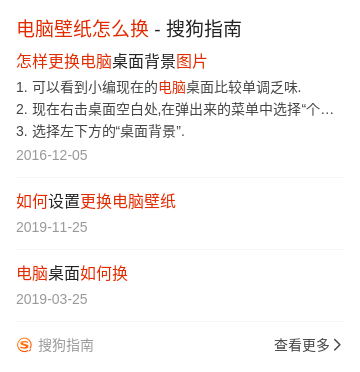 电脑壁纸怎么换 - 搜狗指南
怎样更换电脑桌面背景图片
1. 可以看到小编现在的电脑桌面比较单调乏味.
2. 现在右击桌面空白处,在弹出来的菜单中选择“个…
3. 选择左下方的“桌面背景”.
2016-12-05
如何设置更换电脑壁纸
2019-11-25
电脑桌面如何换
2019-03-25
搜狗指南 查看更多